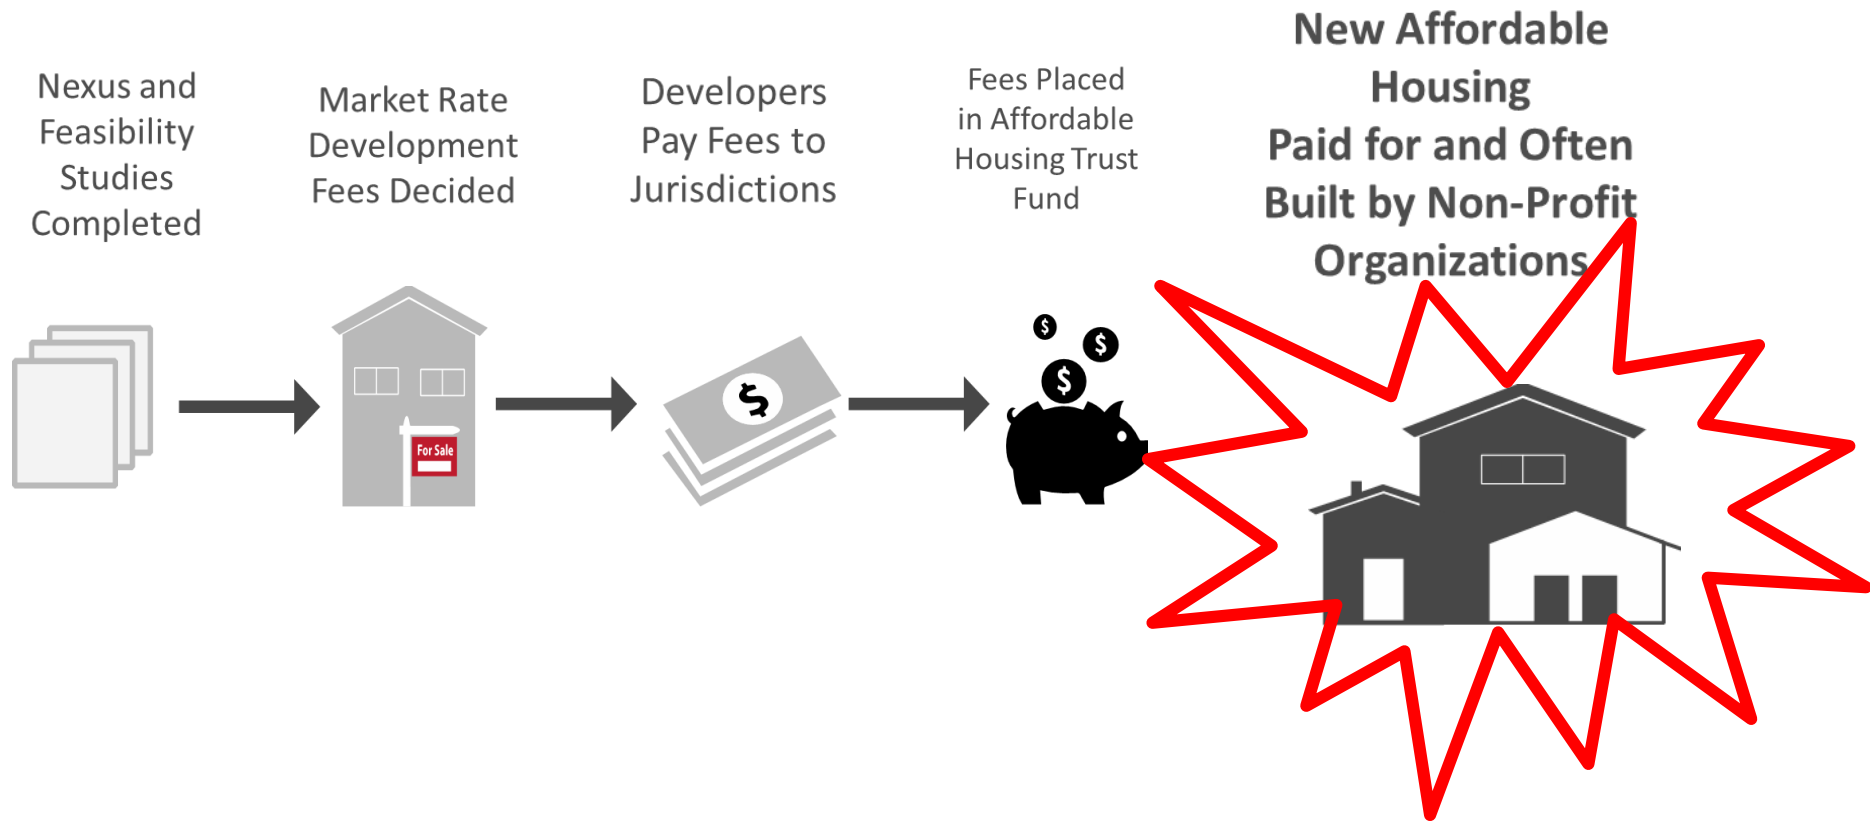 Nexus and
Feasibility
Studies
Completed
Market Rate
Development
Fees Decided
For Sale
Developers
Pay Fees to
Jurisdictions
$
Fees Placed
in Affordable
Housing Trust
Fund
$
$
$
New Affordable
Housing
Paid for and Often
Built by Non-Profit
Organizations